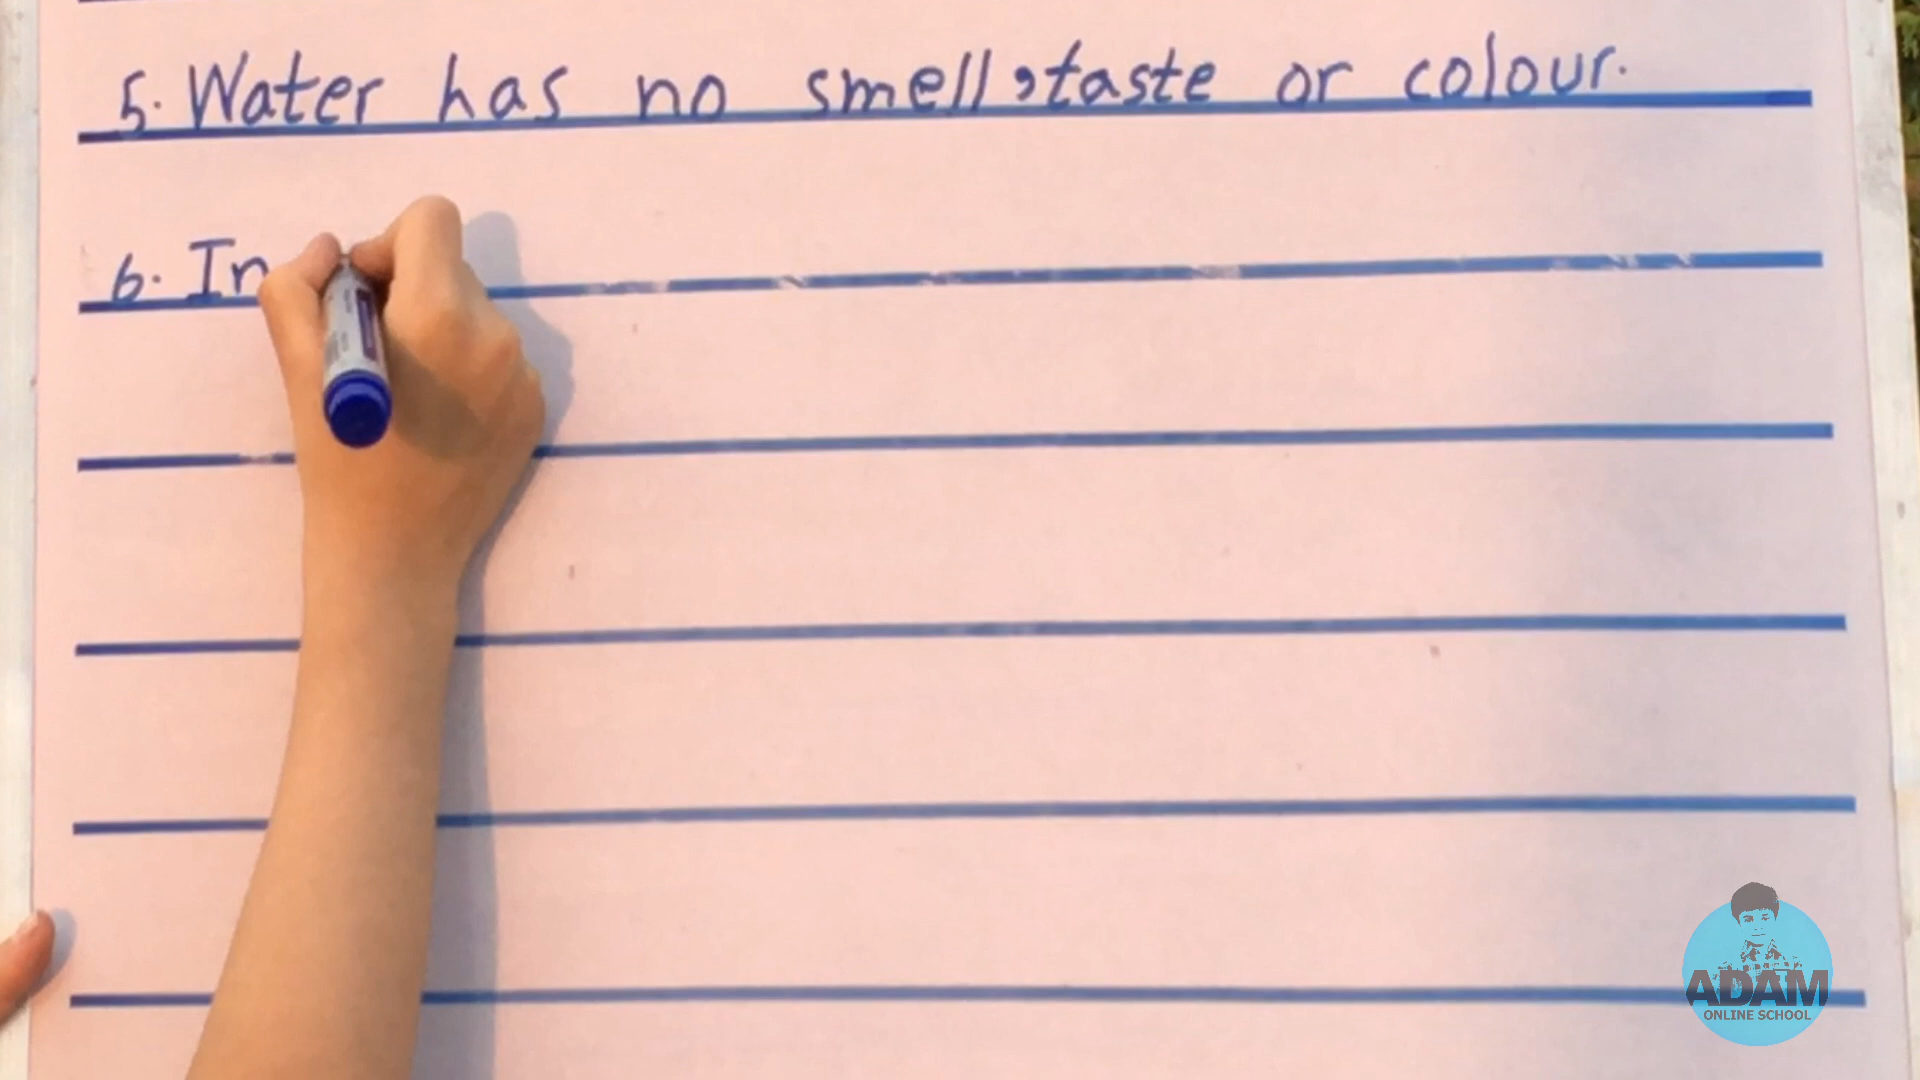 5. Water has no smell, taste or colour.
6. In
ADAM
ONLINE SCHOOL